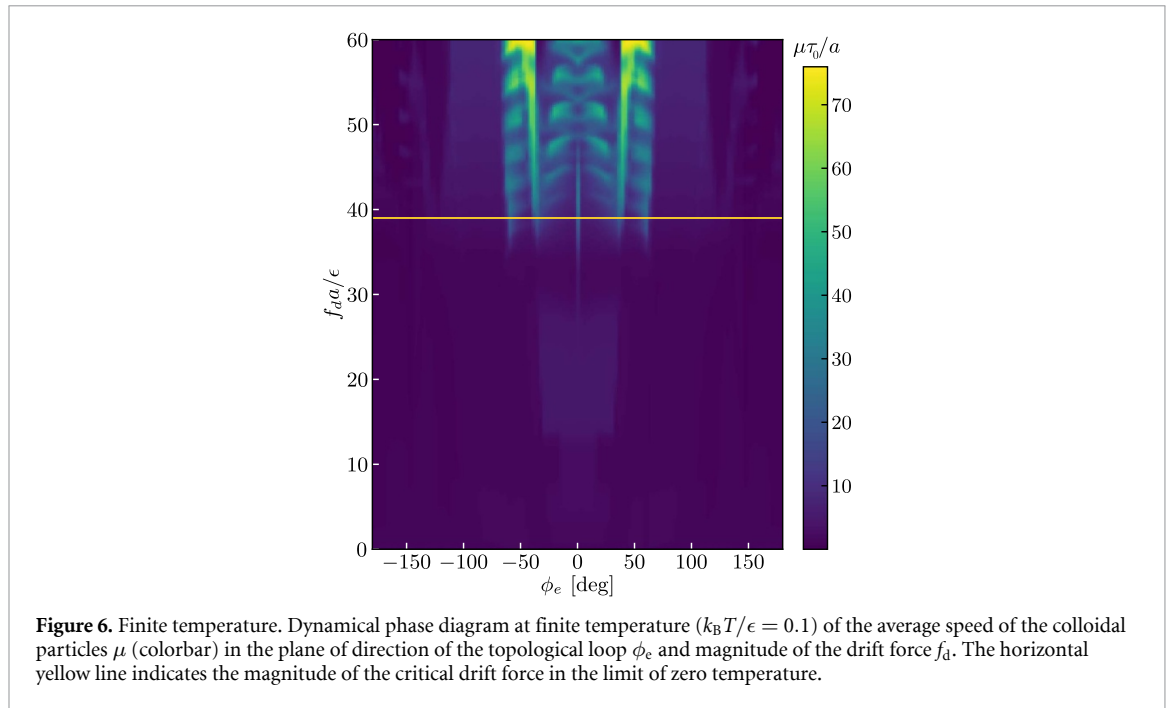 μτ₀/a
60
50
40
30
20
10
0
f_d a/ϵ
70
60
50
40
30
20
10
−150 −100 −50 0 50 100 150
ϕ_e [deg]
Figure 6. Finite temperature. Dynamical phase diagram at finite temperature (k_BT/ϵ = 0.1) of the average speed of the colloidal
particles μ (colorbar) in the plane of direction of the topological loop ϕ_e and magnitude of the drift force f_d. The horizontal
yellow line indicates the magnitude of the critical drift force in the limit of zero temperature.